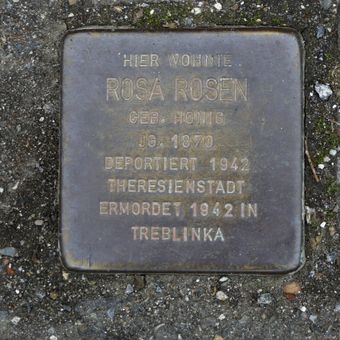 HIER WOHNTE
ROSA ROSEN
GEB. HONIG
JG. 1870
DEPORTIERT 1942
THERESIENSTADT
ERMORDET 1942 IN
TREBLINKA